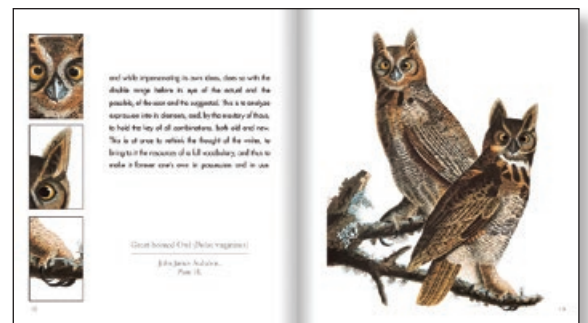 and while impersonating its own ideas, does so with the
double range before its eye of the actual and the
possible, of the seen and the suggested. This is to analyze
expression into its elements, and, by the mastery of these,
to hold the key of all combinations, both old and new.
This is at once to rethink the thought of the writer, to
bring to it the resources of a full vocabulary, and thus to
make it forever one's own in possession and in use.
Great horned Owl
John James Audubon